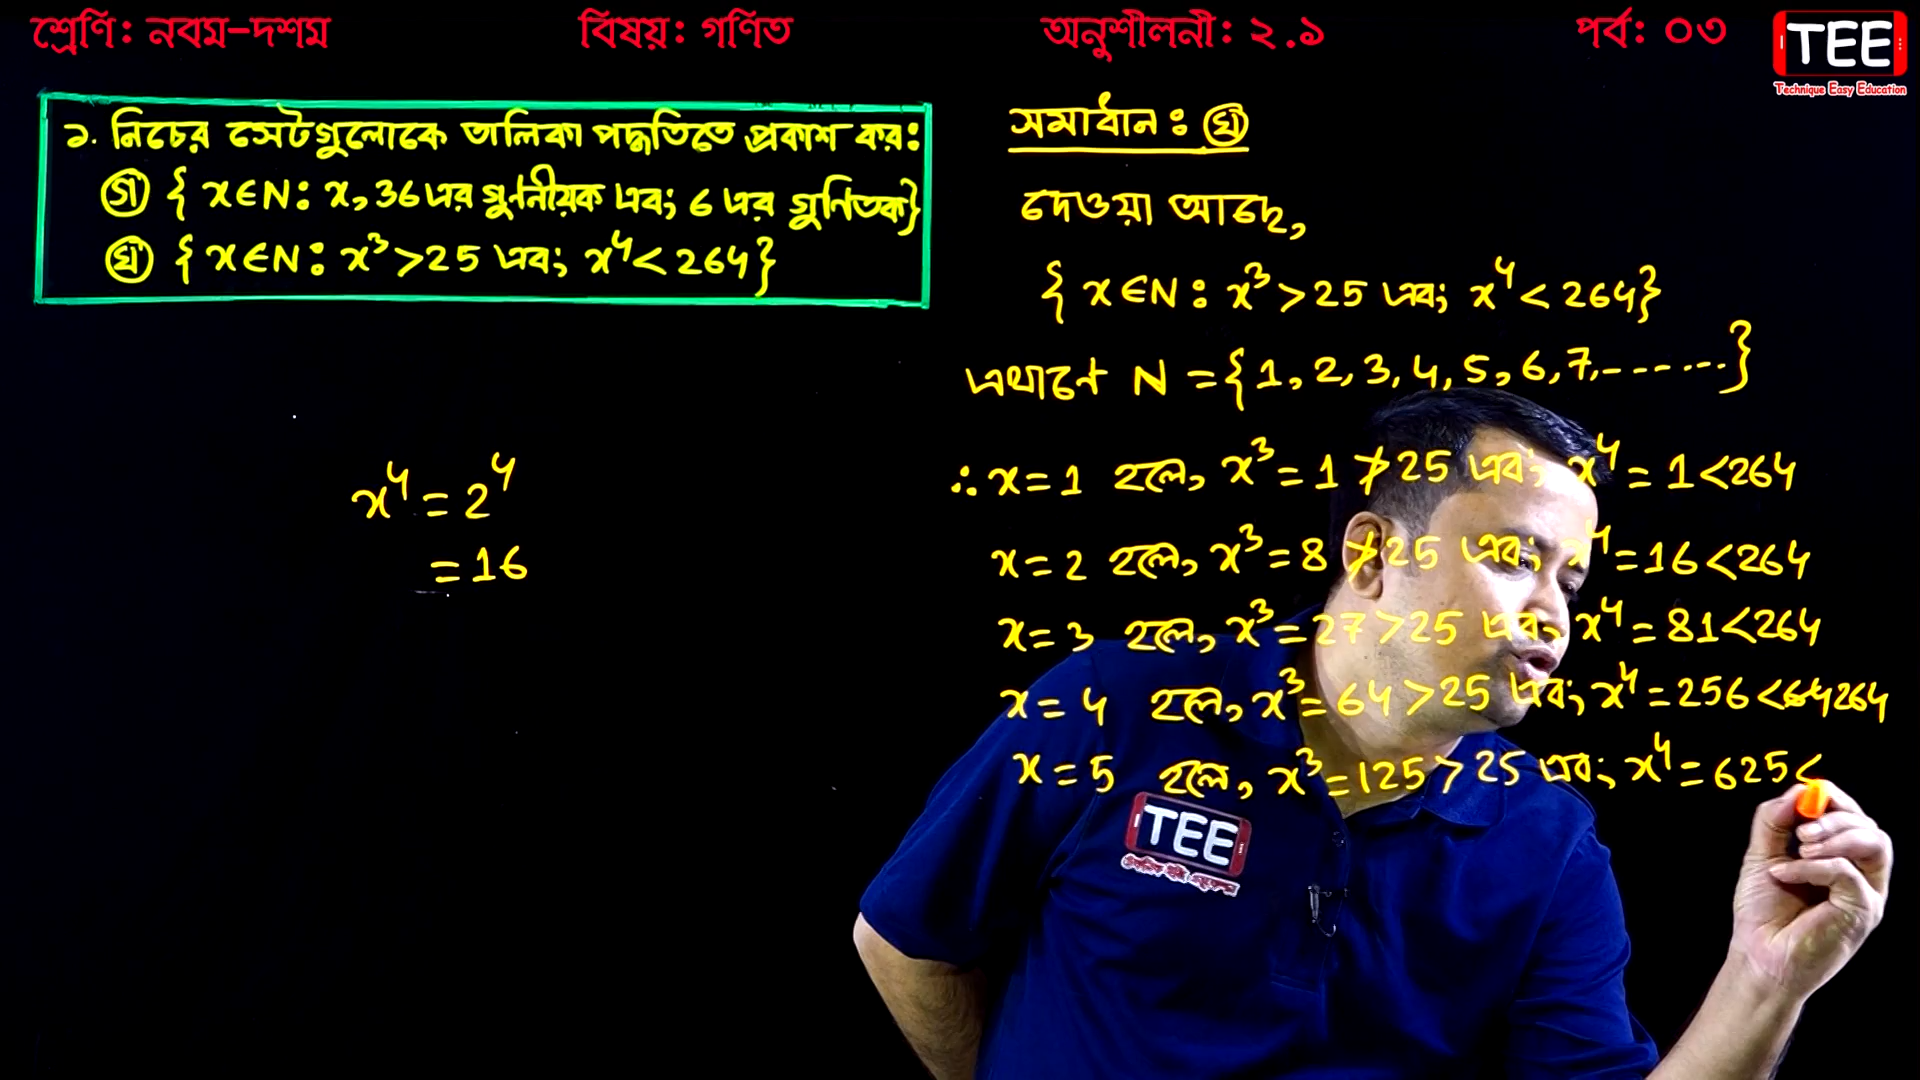 শ্রেণি: নবম-দশম বিষয়: গণিত অনুশীলনী: ২.১ পর্ব: ০৩
TEE
Technique Easy Education
১. নিচের সেটগুলোকে তালিকা পদ্ধতিতে প্রকাশ কর:
(গ) { x∈N: x, 36 এর গুণনীয়ক এবং 6 এর গুণিতক}
(ঘ) { x∈N: x³>25 এবং x⁴<264}
সমাধান: (ঘ)
দেওয়া আছে,
{ x∈N: x³>25 এবং x⁴<264}
এখানে N = {1, 2, 3, 4, 5, 6, 7, ------}
∴ x=1 হলে, x³=1 ≯ 25 এবং x⁴=1<264
x=2 হলে, x³=8 ≯ 25 এবং x⁴=16<264
x=3 হলে, x³=27>25 এবং x⁴=81<264
x=4 হলে, x³=64>25 এবং x⁴=256<264
x=5 হলে, x³=125>25 এবং x⁴=625<
x⁴=2⁴
=16
TEE